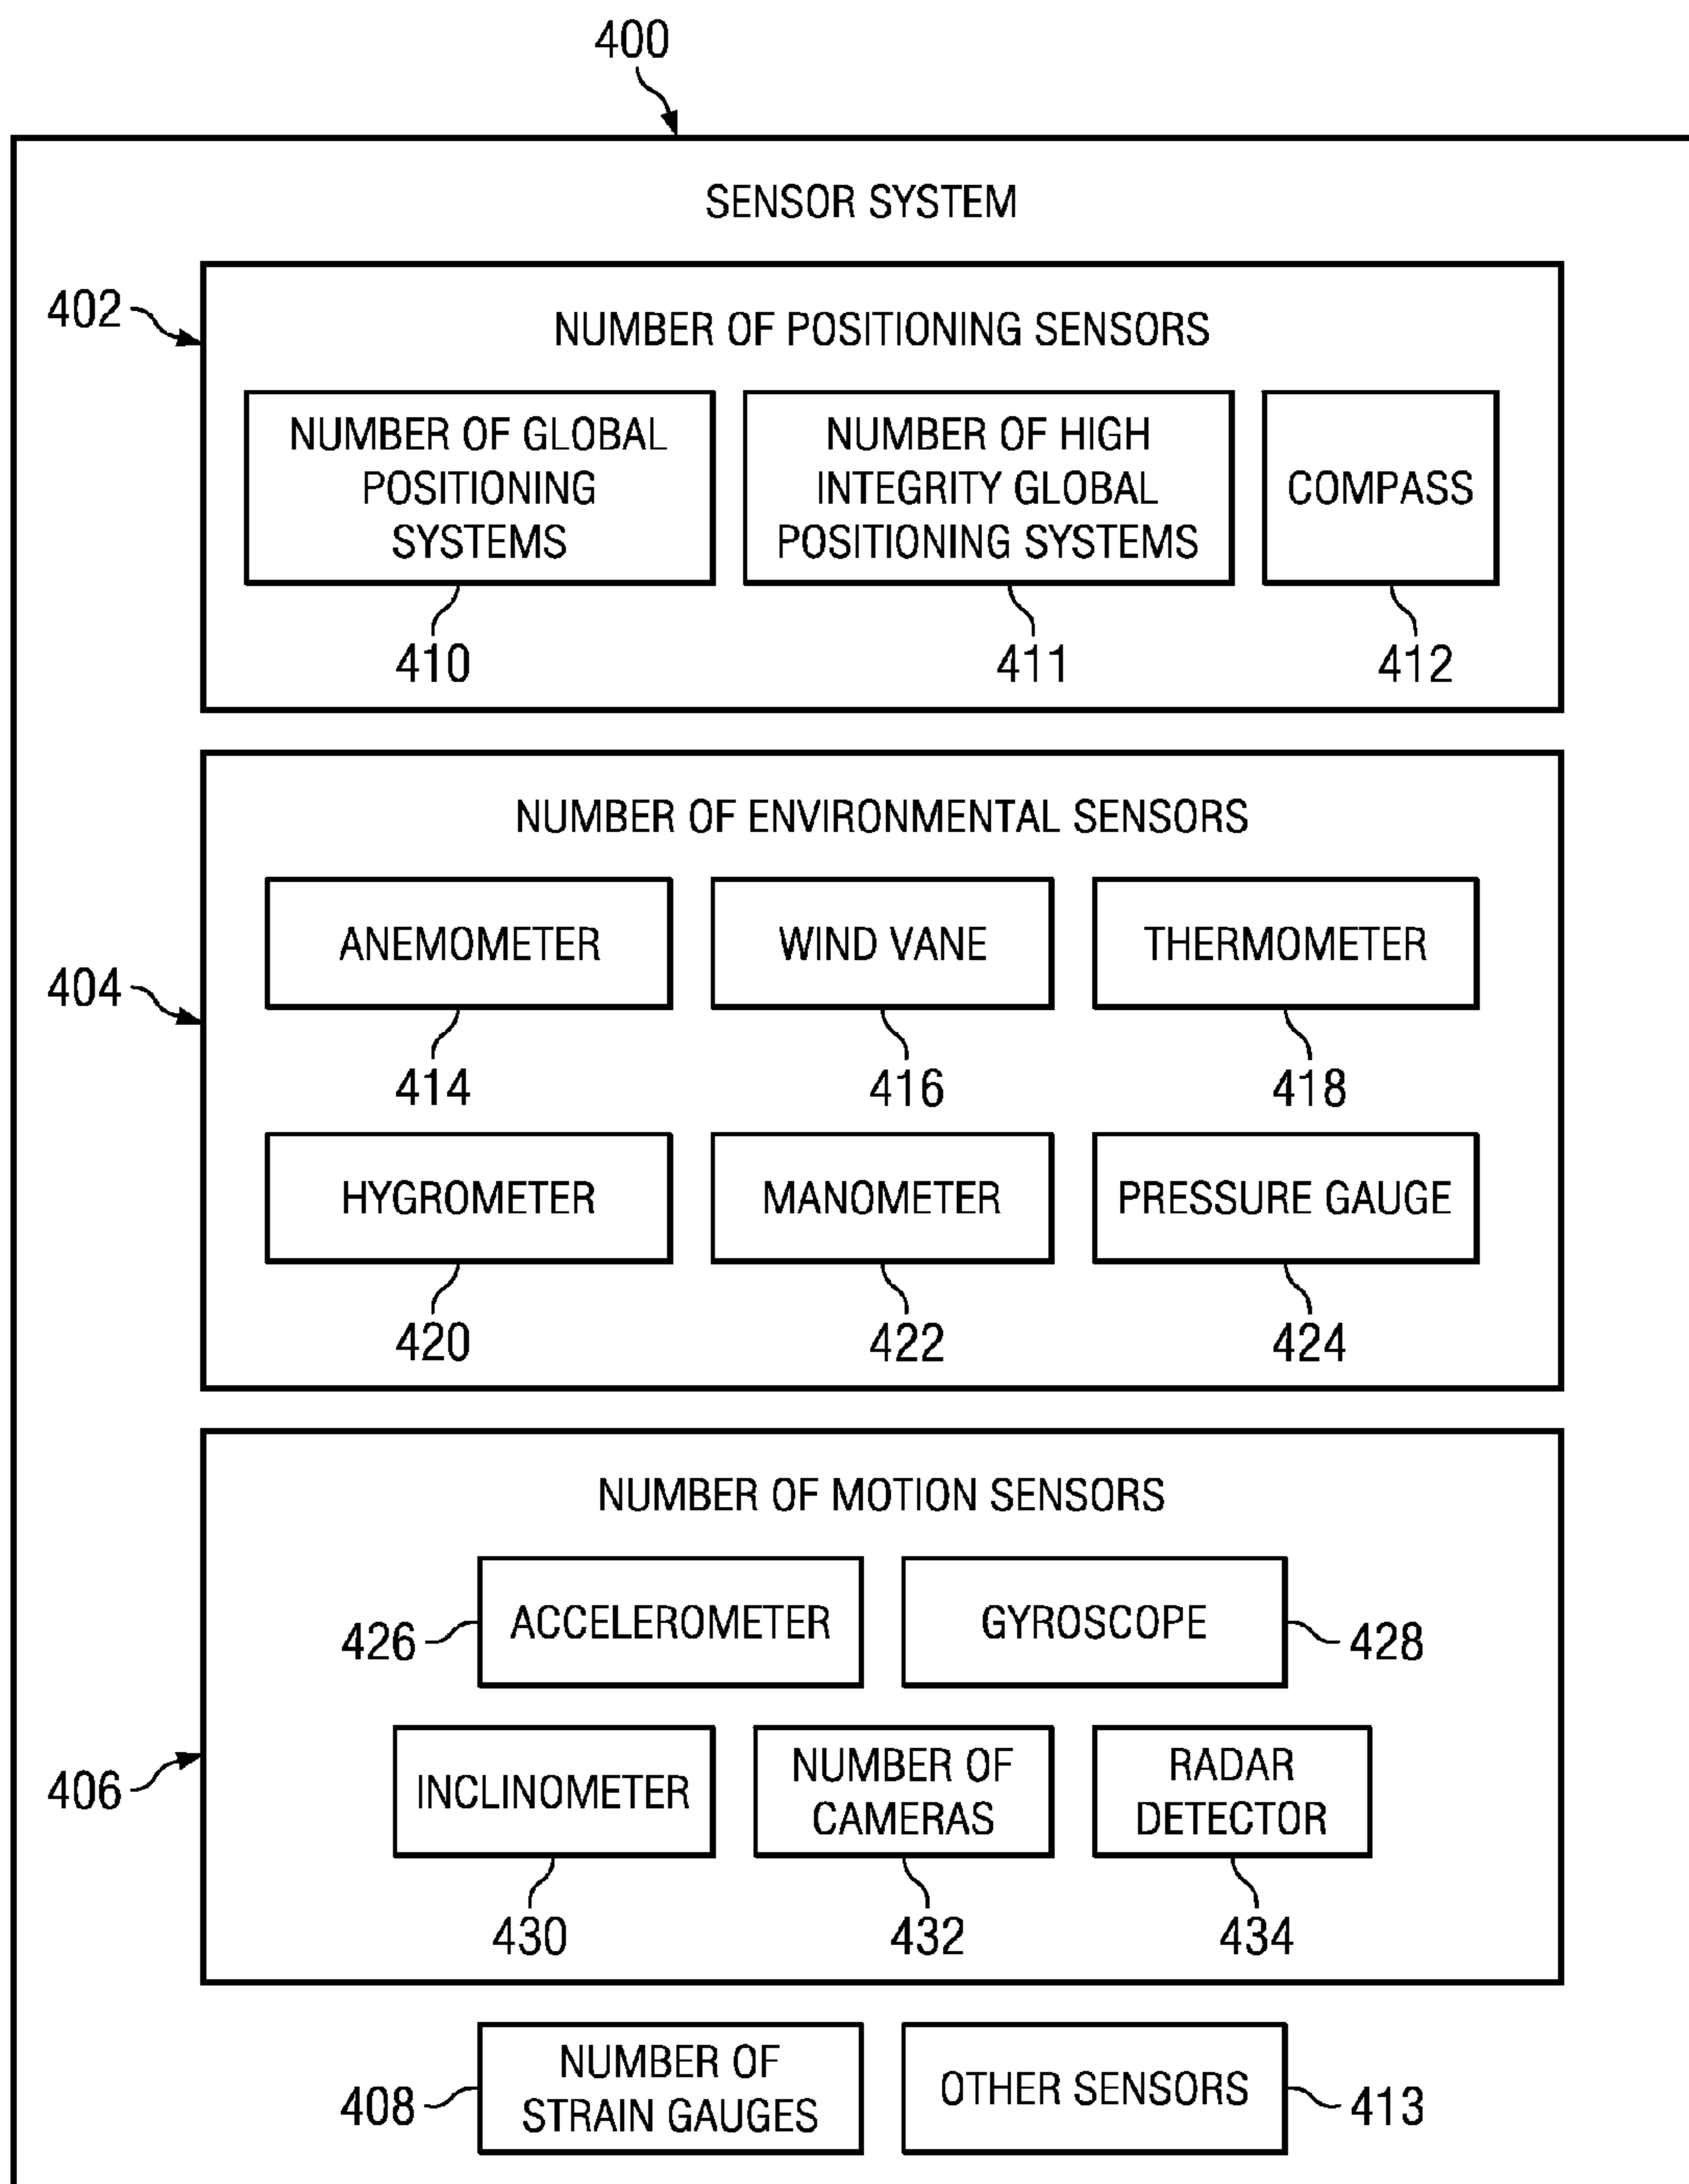 400
SENSOR SYSTEM
402
NUMBER OF POSITIONING SENSORS
NUMBER OF GLOBAL
POSITIONING
SYSTEMS
410
NUMBER OF HIGH
INTEGRITY GLOBAL
POSITIONING SYSTEMS
411
COMPASS
412
404
NUMBER OF ENVIRONMENTAL SENSORS
ANEMOMETER
414
WIND VANE
416
THERMOMETER
418
HYGROMETER
420
MANOMETER
422
PRESSURE GAUGE
424
406
NUMBER OF MOTION SENSORS
426
ACCELEROMETER
GYROSCOPE
428
INCLINOMETER
430
NUMBER OF
CAMERAS
432
RADAR
DETECTOR
434
408
NUMBER OF
STRAIN GAUGES
OTHER SENSORS
413